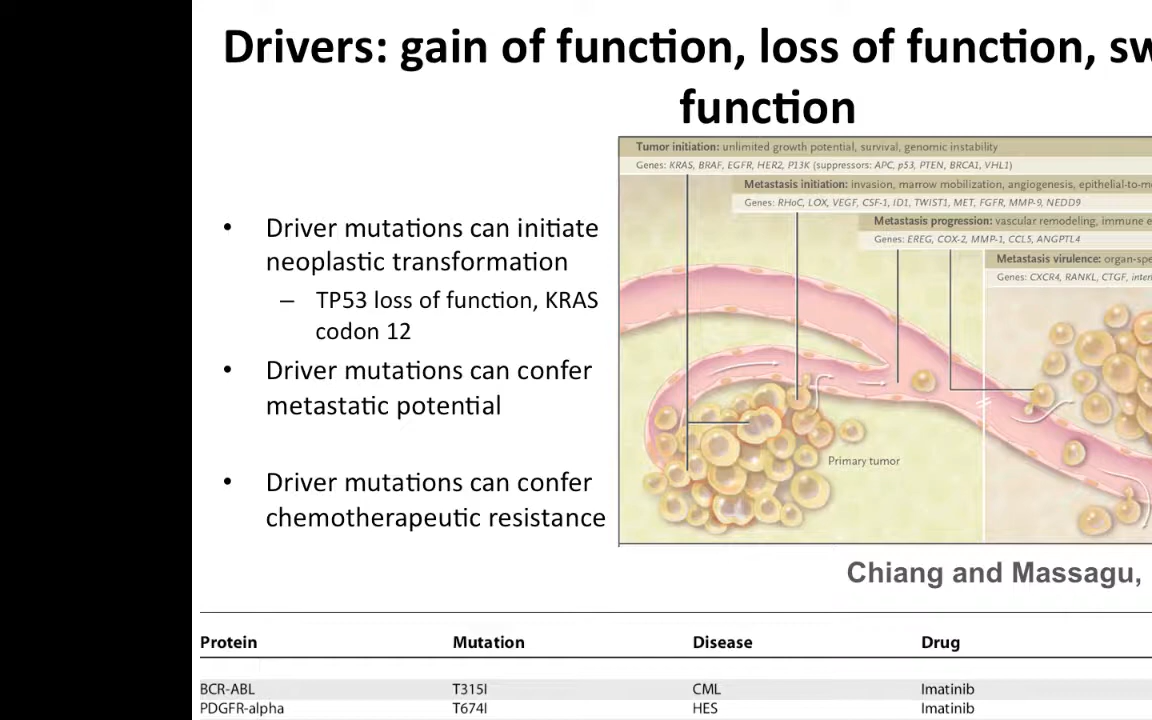 Drivers: gain of function, loss of function, sw
function
Tumor initiation: unlimited growth potential, survival, genomic instability
Genes: KRAS, BRAF, EGFR, HER2, P13K (suppressors: APC, p53, PTEN, BRCA1, VHL1)
Metastasis initiation: invasion, marrow mobilization, angiogenesis, epithelial-to-m
Genes: RHoC, LOX, VEGF, CSF-1, ID1, TWIST1, MET, FGFR, MMP-9, NEDD9
Metastasis progression: vascular remodeling, immune e
Genes: EREG, COX-2, MMP-1, CCL5, ANGPTL4
Metastasis virulence: organ-spe
Genes: CXCR4, RANKL, CTGF, inter
• Driver mutations can initiate
neoplastic transformation
– TP53 loss of function, KRAS
codon 12
• Driver mutations can confer
metastatic potential
• Driver mutations can confer
chemotherapeutic resistance
Primary tumor
Chiang and Massagu,
Protein Mutation Disease Drug
BCR-ABL T315I CML Imatinib
PDGFR-alpha T674I HES Imatinib